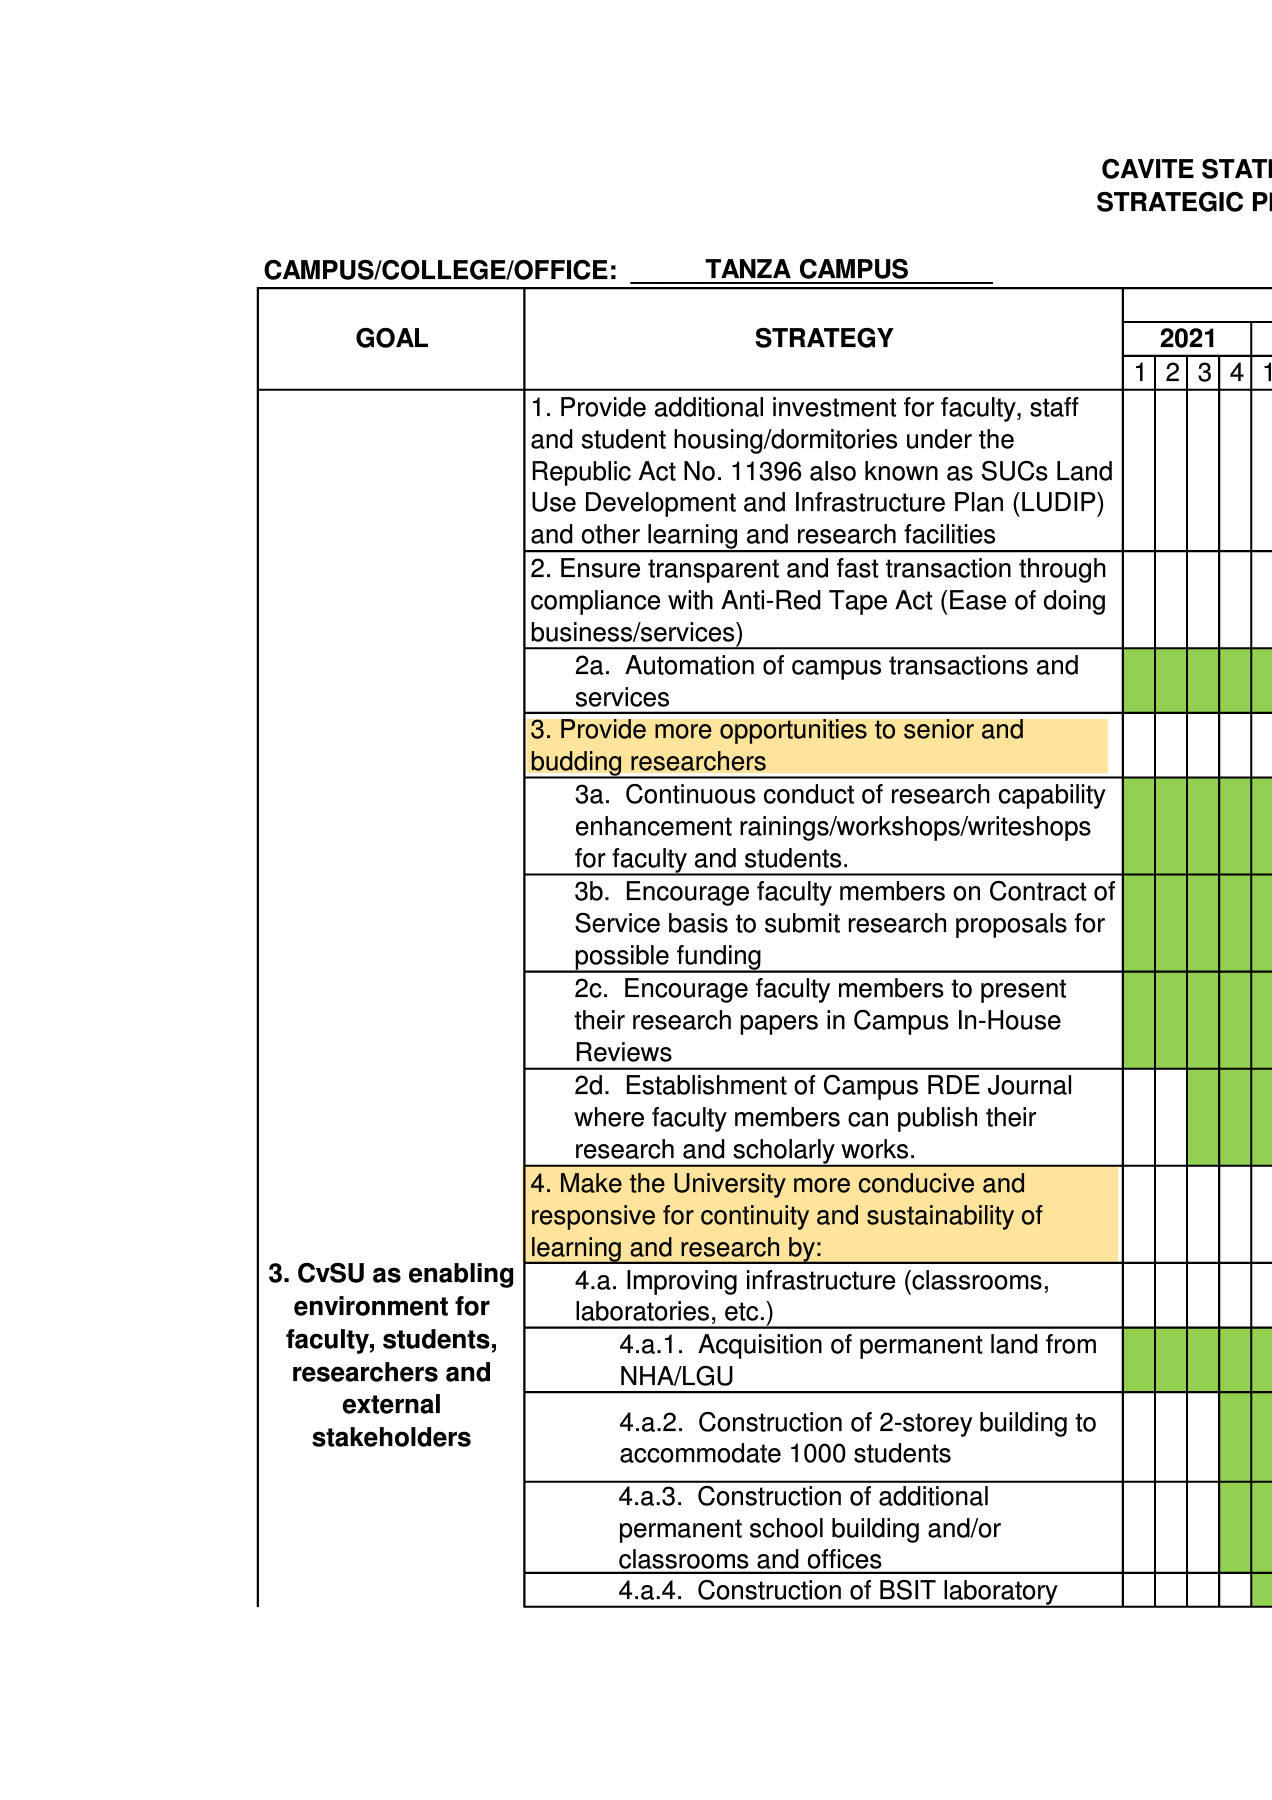 CAVITE STATE
STRATEGIC PL
CAMPUS/COLLEGE/OFFICE: TANZA CAMPUS
GOAL STRATEGY
2021
1 2 3 4 1
1. Provide additional investment for faculty, staff
and student housing/dormitories under the
Republic Act No. 11396 also known as SUCs Land
Use Development and Infrastructure Plan (LUDIP)
and other learning and research facilities
2. Ensure transparent and fast transaction through
compliance with Anti-Red Tape Act (Ease of doing
business/services)
2a. Automation of campus transactions and
services
3. Provide more opportunities to senior and
budding researchers
3a. Continuous conduct of research capability
enhancement rainings/workshops/writeshops
for faculty and students.
3b. Encourage faculty members on Contract of
Service basis to submit research proposals for
possible funding
2c. Encourage faculty members to present
their research papers in Campus In-House
Reviews
2d. Establishment of Campus RDE Journal
where faculty members can publish their
research and scholarly works.
4. Make the University more conducive and
responsive for continuity and sustainability of
learning and research by:
3. CvSU as enabling
environment for
faculty, students,
researchers and
external
stakeholders
4.a. Improving infrastructure (classrooms,
laboratories, etc.)
4.a.1. Acquisition of permanent land from
NHA/LGU
4.a.2. Construction of 2-storey building to
accommodate 1000 students
4.a.3. Construction of additional
permanent school building and/or
classrooms and offices
4.a.4. Construction of BSIT laboratory